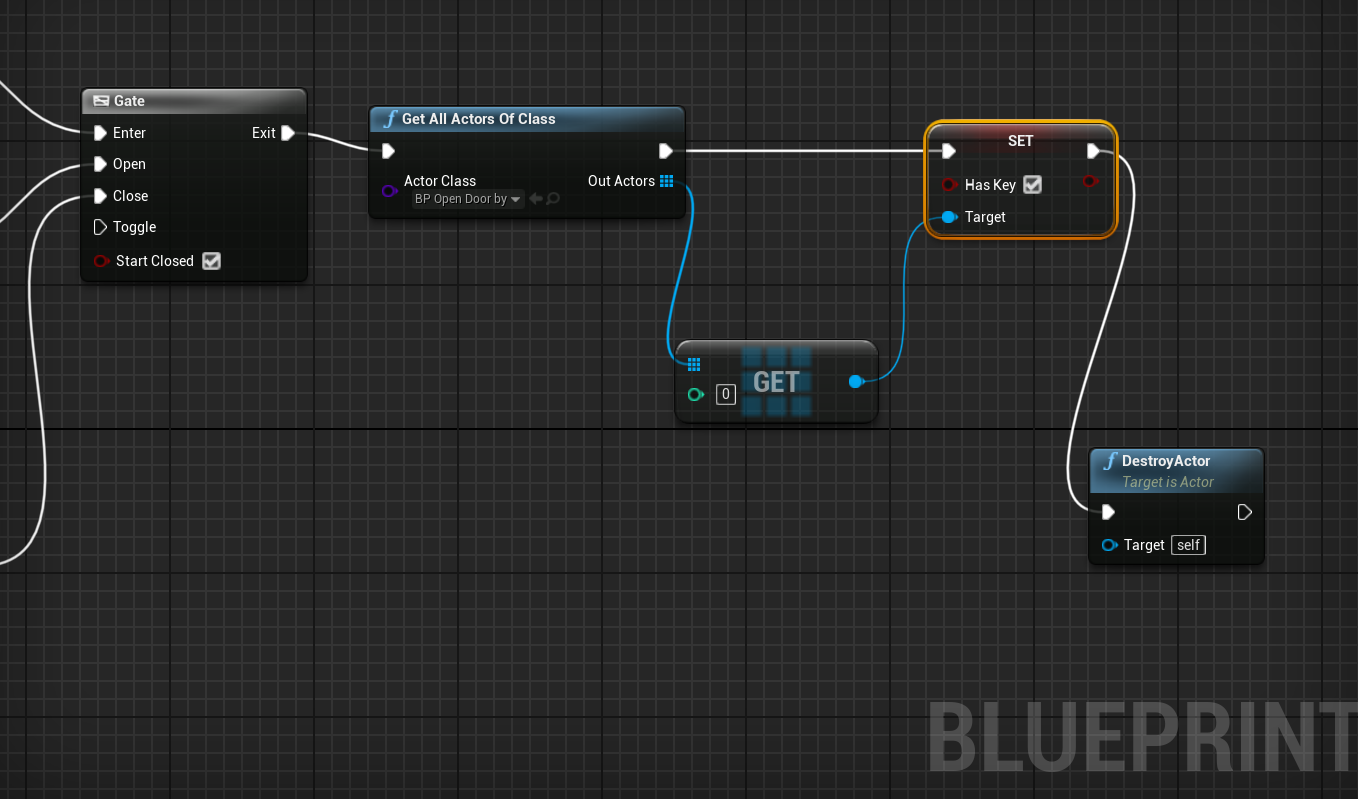 Gate
Enter
Exit
Open
Close
Toggle
Start Closed
Get All Actors Of Class
Actor Class
Out Actors
BP Open Door by
SET
Has Key
Target
GET
0
DestroyActor
Target is Actor
Target
self
BLUEPRINT